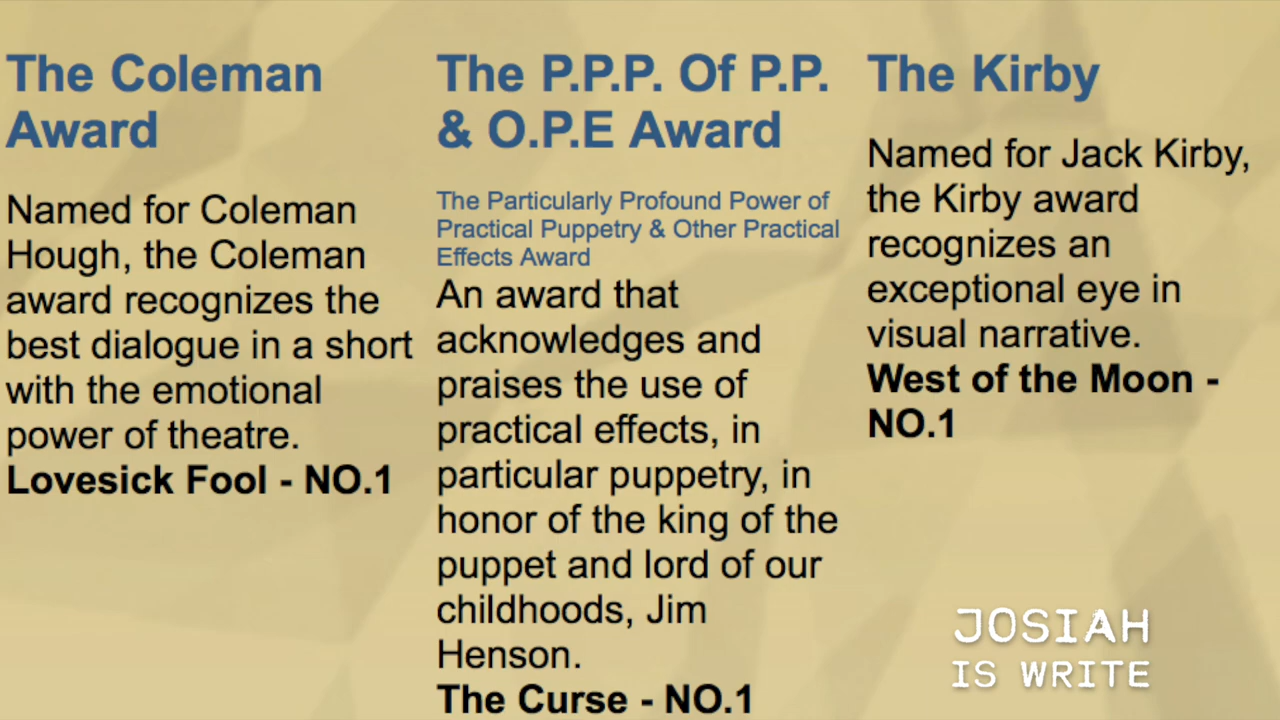 The Coleman
Award
Named for Coleman
Hough, the Coleman
award recognizes the
best dialogue in a short
with the emotional
power of theatre.
Lovesick Fool - NO.1
The P.P.P. Of P.P.
& O.P.E Award
The Particularly Profound Power of
Practical Puppetry & Other Practical
Effects Award
An award that
acknowledges and
praises the use of
practical effects, in
particular puppetry, in
honor of the king of the
puppet and lord of our
childhoods, Jim
Henson.
The Curse - NO.1
The Kirby
Named for Jack Kirby,
the Kirby award
recognizes an
exceptional eye in
visual narrative.
West of the Moon -
NO.1
JOSIAH
IS WRITE